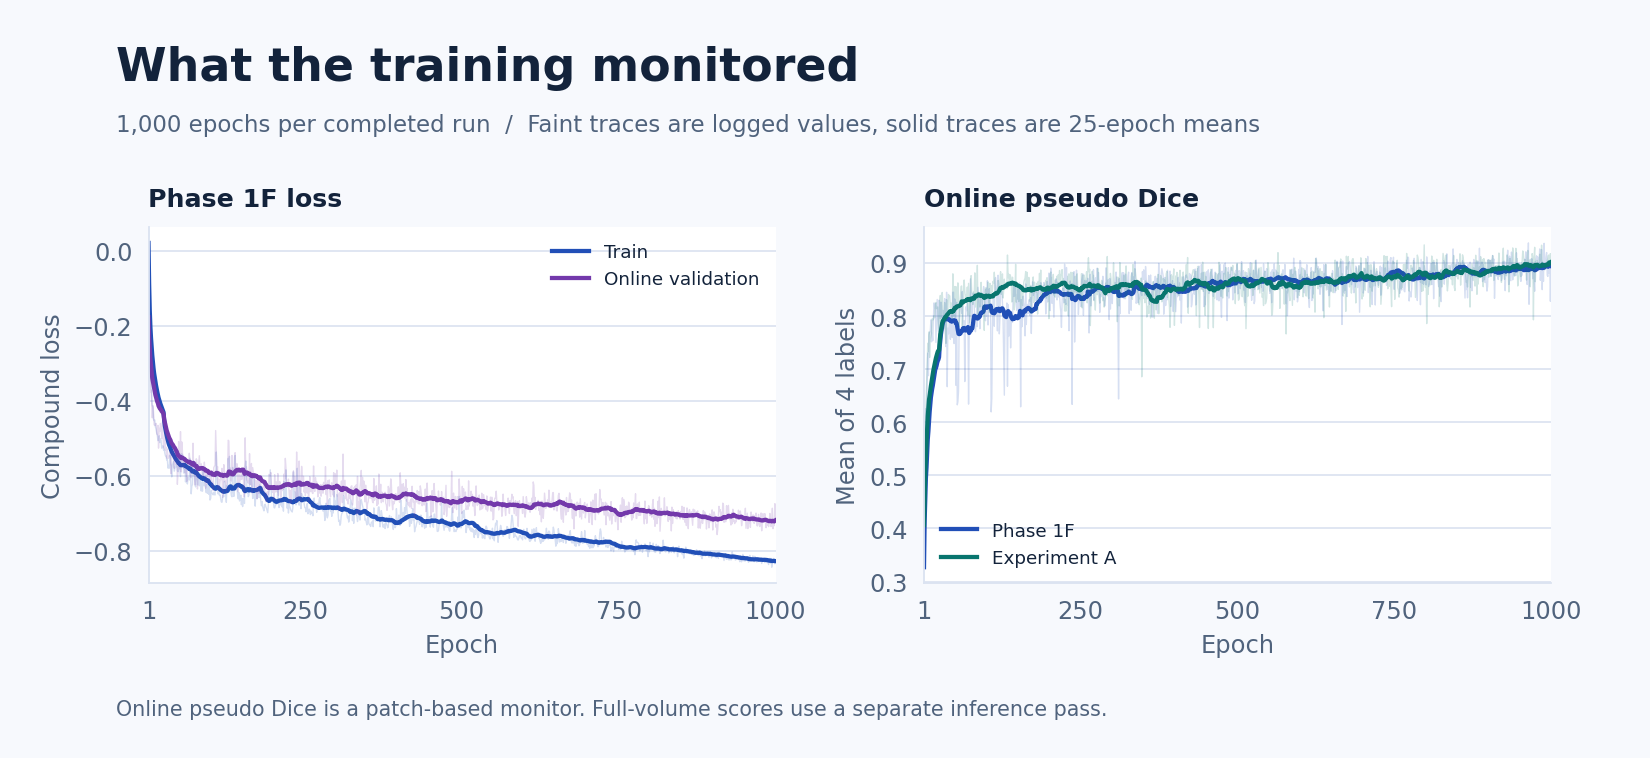 What the training monitored
1,000 epochs per completed run / Faint traces are logged values, solid traces are 25-epoch means
Phase 1F loss
Compound loss
0.0
−0.2
−0.4
−0.6
−0.8
Train
Online validation
1 250 500 750 1000
Epoch
Online pseudo Dice
Mean of 4 labels
0.9
0.8
0.7
0.6
0.5
0.4
0.3
Phase 1F
Experiment A
1 250 500 750 1000
Epoch
Online pseudo Dice is a patch-based monitor. Full-volume scores use a separate inference pass.